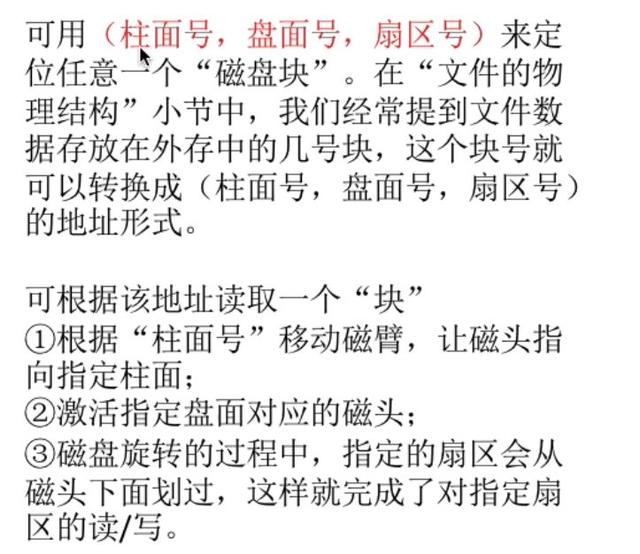 可用（柱面号，盘面号，扇区号）来定
位任意一个“磁盘块”。在“文件的物
理结构”小节中，我们经常提到文件数
据存放在外存中的几号块，这个块号就
可以转换成（柱面号，盘面号，扇区号）
的地址形式。
可根据该地址读取一个“块”
①根据“柱面号”移动磁臂，让磁头指
向指定柱面；
②激活指定盘面对应的磁头；
③磁盘旋转的过程中，指定的扇区会从
磁头下面划过，这样就完成了对指定扇
区的读/写。